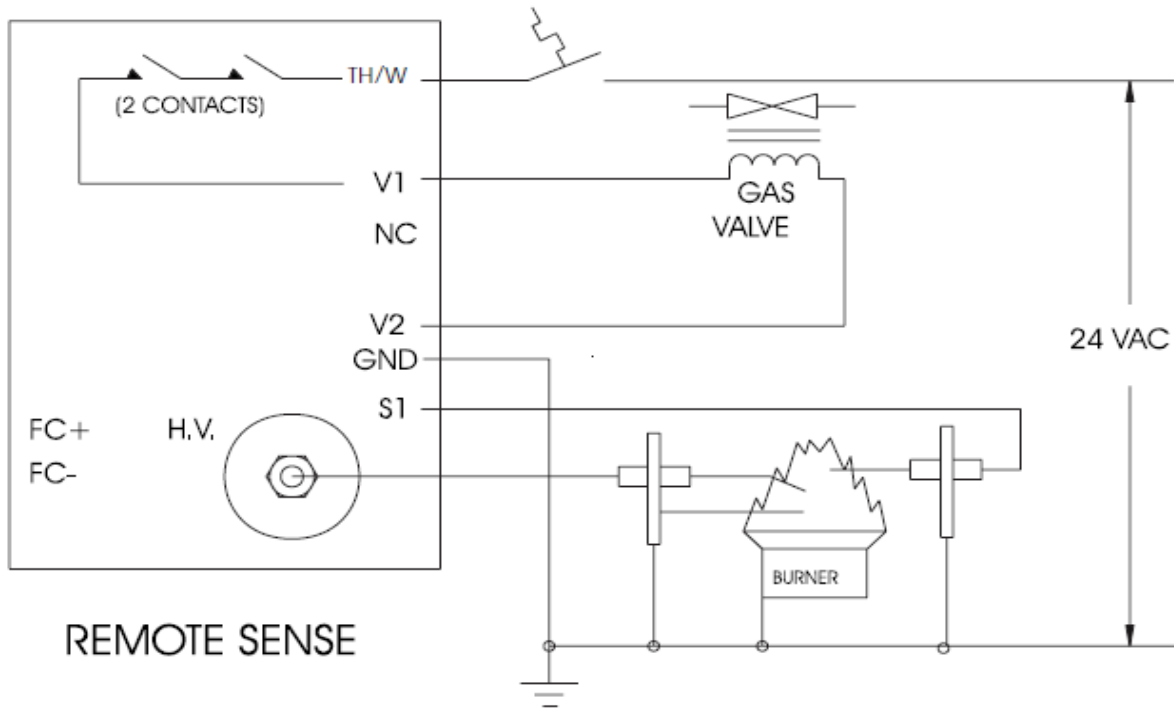 TH/W
(2 CONTACTS)
V1
GAS
VALVE
NC
V2
24 VAC
GND
S1
FC+
H.V.
FC-
BURNER
REMOTE SENSE